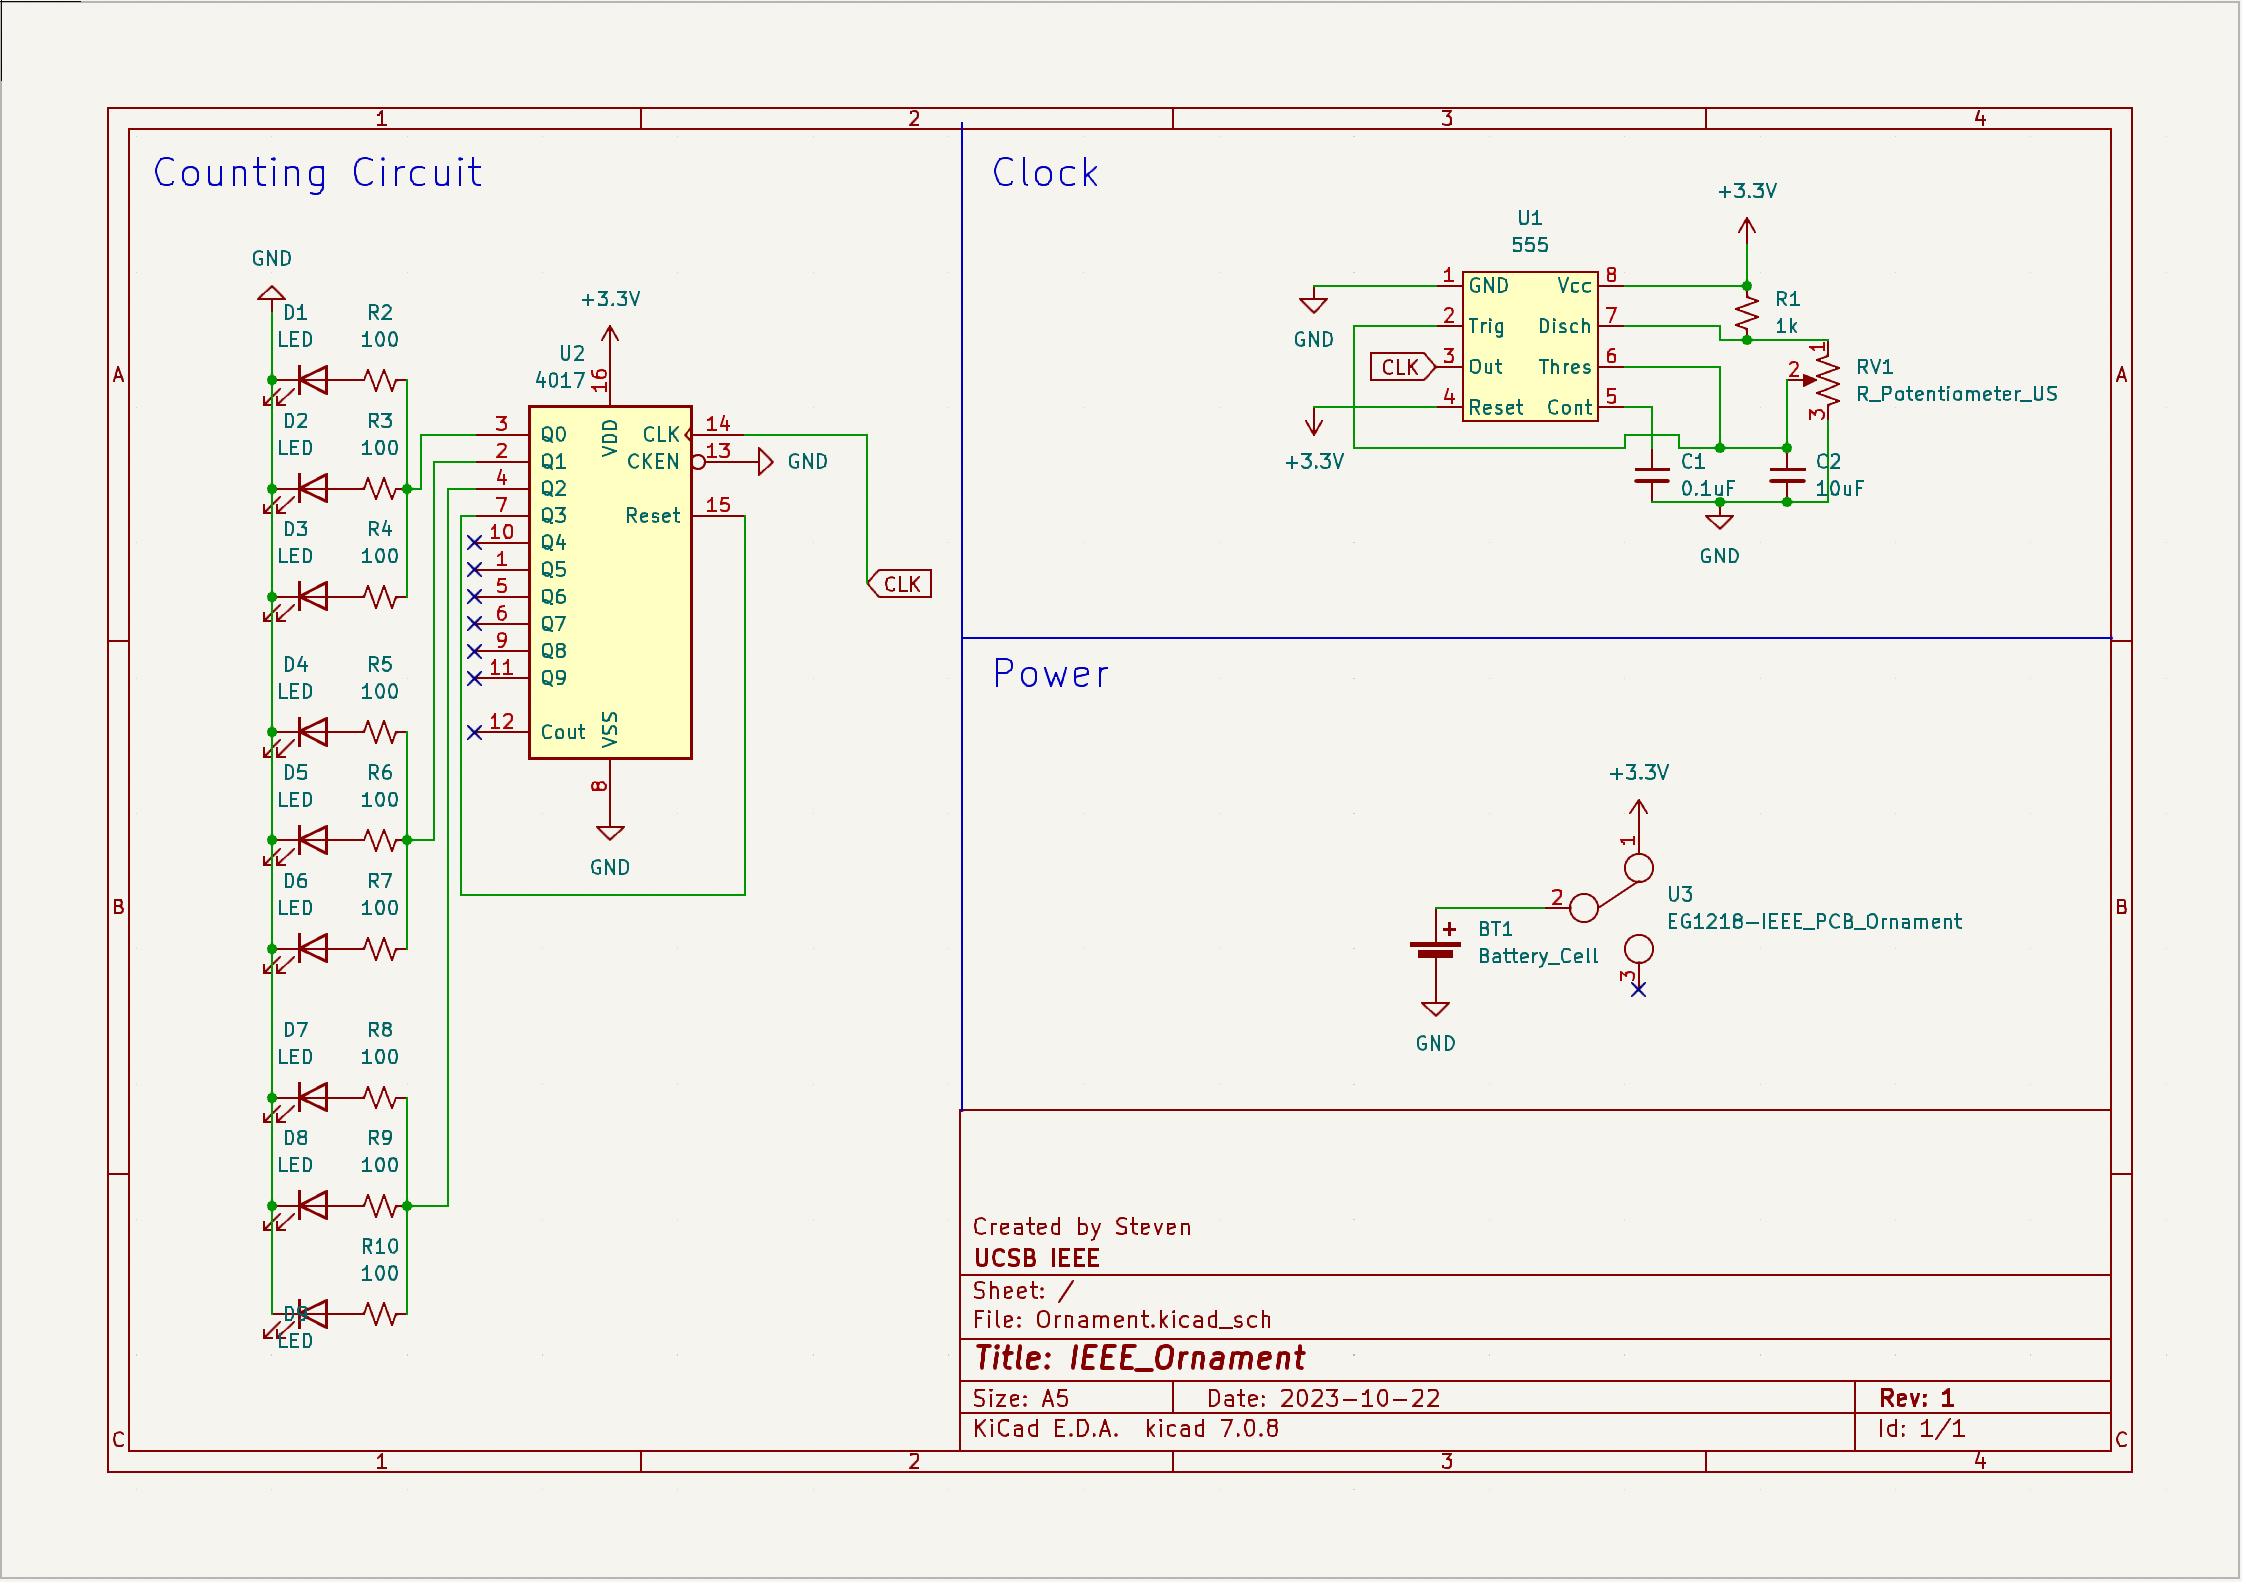 1 2 3 4
A A
B B
C C
1 2 3 4
Counting Circuit
GND
D1
LED
R2
100
D2
LED
R3
100
D3
LED
R4
100
D4
LED
R5
100
D5
LED
R6
100
D6
LED
R7
100
D7
LED
R8
100
D8
LED
R9
100
R10
100
D9
LED
+3.3V
U2
4017
16
VDD
3 Q0
2 Q1
4 Q2
7 Q3
10 Q4
1 Q5
5 Q6
6 Q7
9 Q8
11 Q9
12 Cout
CLK 14
CKEN 13
GND
Reset 15
VSS
8
GND
CLK
Clock
+3.3V
U1
555
1 GND
2 Trig
3 Out
4 Reset
Vcc 8
Disch 7
Thres 6
Cont 5
GND
CLK
+3.3V
R1
1k
1
2
3
RV1
R_Potentiometer_US
C1
0.1uF
C2
10uF
GND
Power
+3.3V
1
2
3
U3
EG1218-IEEE_PCB_Ornament
+
BT1
Battery_Cell
GND
Created by Steven
UCSB IEEE
Sheet: /
File: Ornament.kicad_sch
Title: IEEE_Ornament
Size: A5 Date: 2023-10-22 Rev: 1
KiCad E.D.A. kicad 7.0.8 Id: 1/1